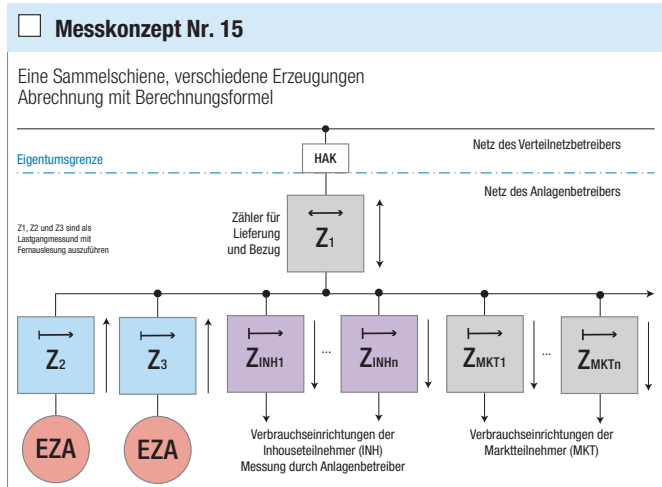 Messkonzept Nr. 15
Eine Sammelschiene, verschiedene Erzeugungen
Abrechnung mit Berechnungsformel
Netz des Verteilnetzbetreibers
HAK
Eigentumsgrenze
Netz des Anlagenbetreibers
Z1, Z2 und Z3 sind als
Lastgangmessund mit
Fernauslesung auszuführen
Zähler für
Lieferung
und Bezug
Z1
Z2
Z3
ZINH1
...
ZINHn
ZMKT1
...
ZMKTn
EZA
EZA
Verbrauchseinrichtungen der
Inhouseteilnehmer (INH)
Messung durch Anlagenbetreiber
Verbrauchseinrichtungen der
Marktteilnehmer (MKT)